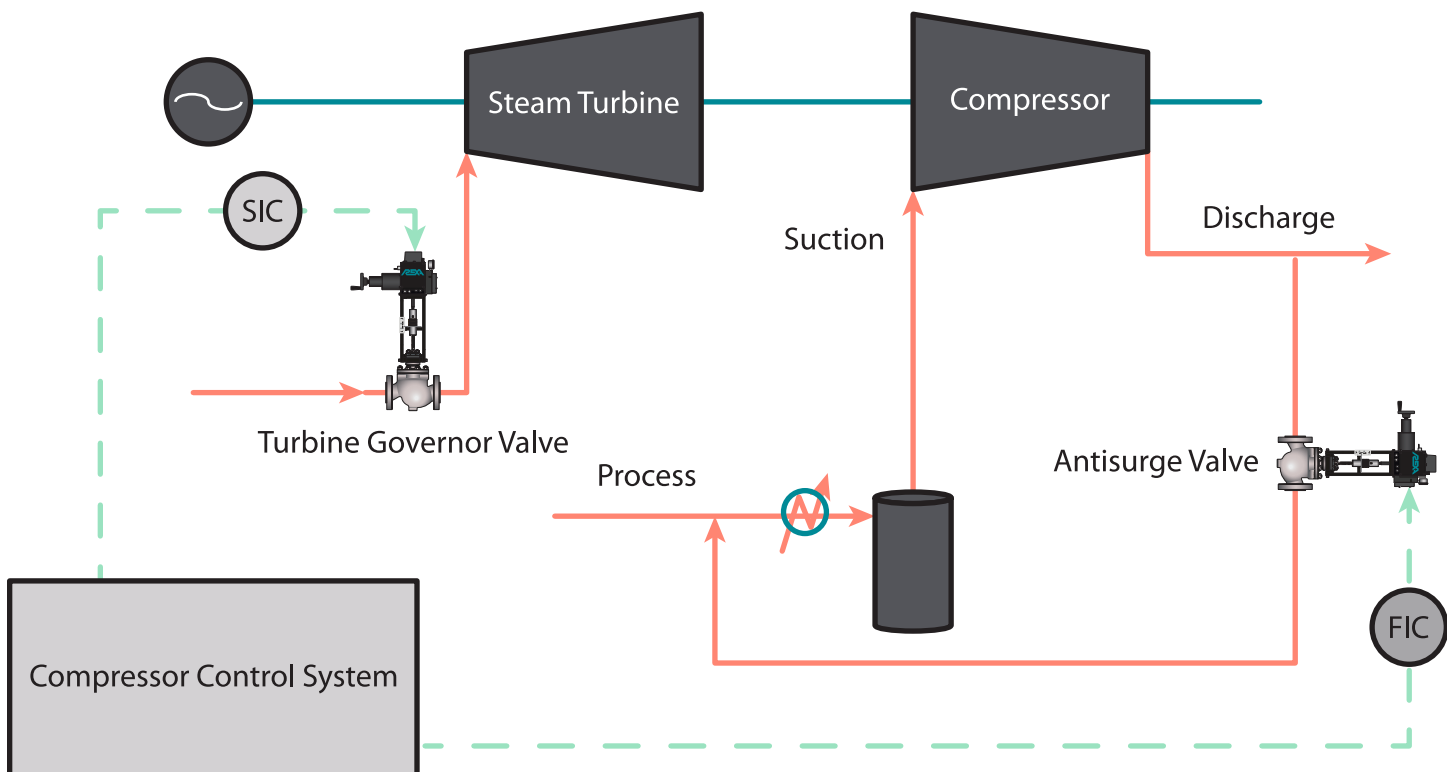 Steam Turbine
Compressor
SIC
Suction
Discharge
Turbine Governor Valve
Process
Antisurge Valve
FIC
Compressor Control System